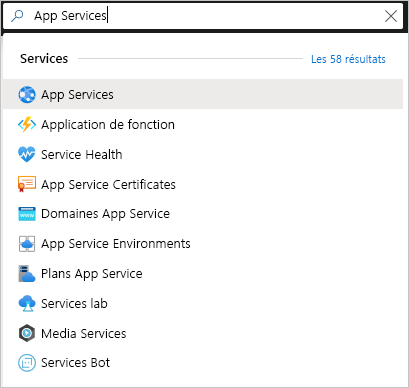 App Services
Services Les 58 résultats
App Services
Application de fonction
Service Health
App Service Certificates
Domaines App Service
App Service Environments
Plans App Service
Services lab
Media Services
Services Bot